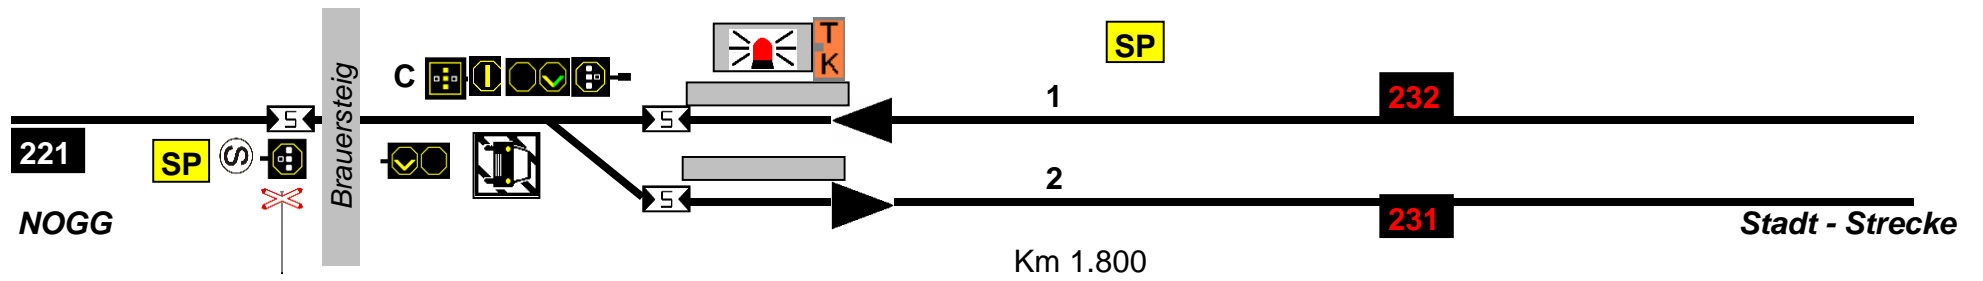 T
K
SP
C
Brauersteig
S
S
1
232
221
SP
S
2
S
231
NOGG
Stadt - Strecke
Km 1.800